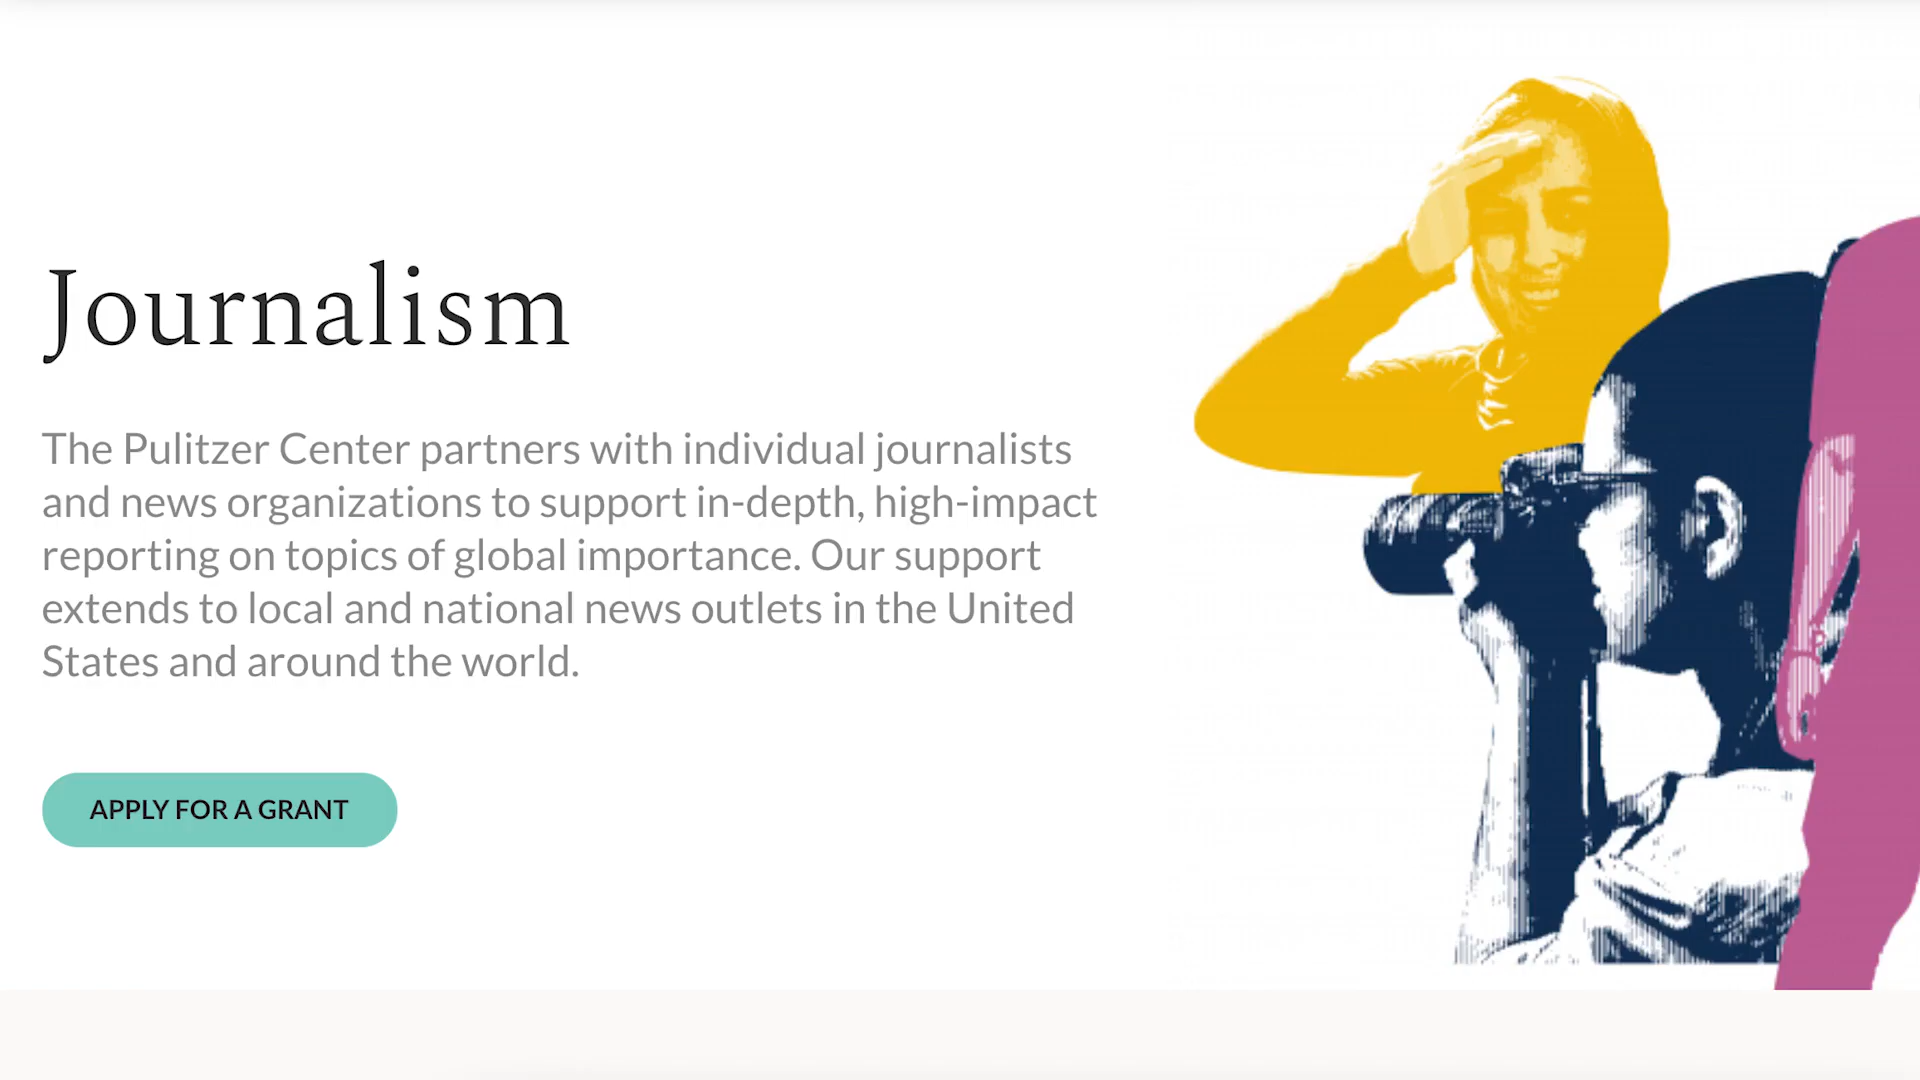 Journalism
The Pulitzer Center partners with individual journalists
and news organizations to support in-depth, high-impact
reporting on topics of global importance. Our support
extends to local and national news outlets in the United
States and around the world.
APPLY FOR A GRANT